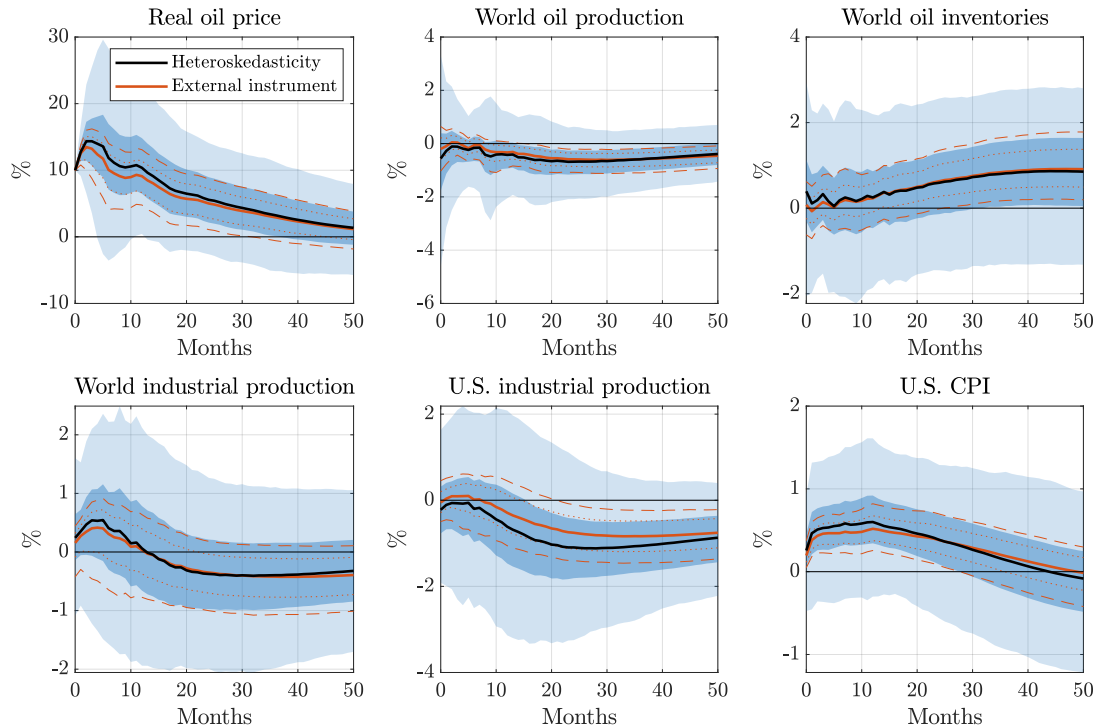 Real oil price
World oil production
World oil inventories
30
20
10
0
-10
%
Heteroskedasticity
External instrument
0 10 20 30 40 50
Months
4
2
0
-2
-4
-6
%
0 10 20 30 40 50
Months
4
2
0
-2
%
0 10 20 30 40 50
Months
World industrial production
U.S. industrial production
U.S. CPI
2
1
0
-1
-2
%
0 10 20 30 40 50
Months
2
0
-2
-4
%
0 10 20 30 40 50
Months
2
1
0
-1
%
0 10 20 30 40 50
Months